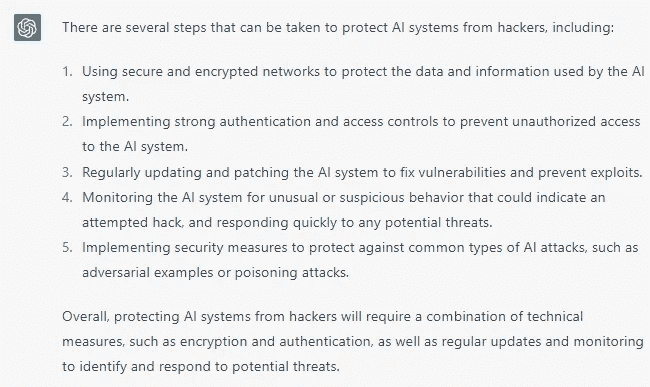 There are several steps that can be taken to protect AI systems from hackers, including:
1. Using secure and encrypted networks to protect the data and information used by the AI
system.
2. Implementing strong authentication and access controls to prevent unauthorized access
to the AI system.
3. Regularly updating and patching the AI system to fix vulnerabilities and prevent exploits.
4. Monitoring the AI system for unusual or suspicious behavior that could indicate an
attempted hack, and responding quickly to any potential threats.
5. Implementing security measures to protect against common types of AI attacks, such as
adversarial examples or poisoning attacks.
Overall, protecting AI systems from hackers will require a combination of technical
measures, such as encryption and authentication, as well as regular updates and monitoring
to identify and respond to potential threats.